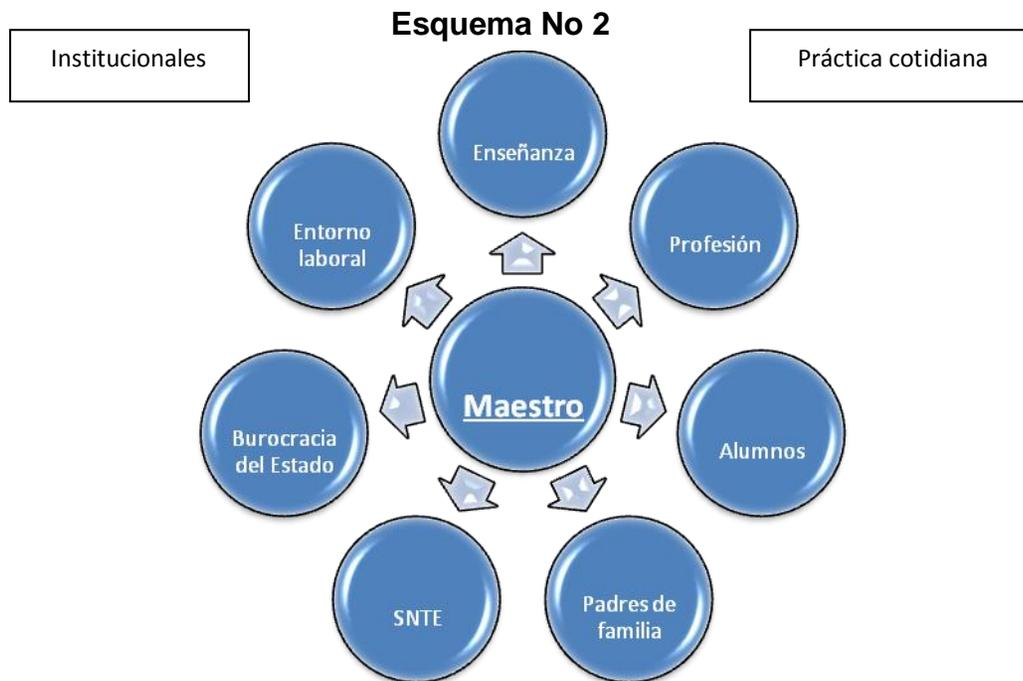 Esquema No 2
Institucionales
Práctica cotidiana
Enseñanza
Entorno
laboral
Profesión
Maestro
Burocracia
del Estado
Alumnos
SNTE
Padres de
familia